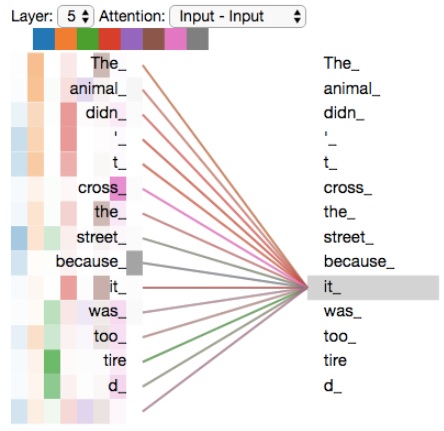 Layer: 5 Attention: Input - Input
The_ The_
animal_ animal_
didn_ didn_
'_ '_
t_ t_
cross_ cross_
the_ the_
street_ street_
because_ because_
it_ it_
was_ was_
too_ too_
tire tire
d_ d_